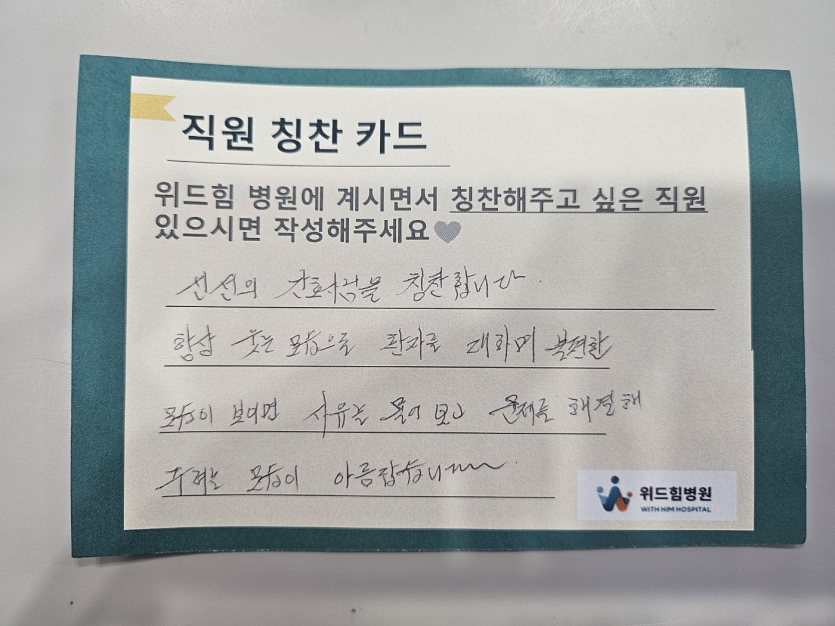 직원 칭찬 카드
위드힘 병원에 계시면서 칭찬해주고 싶은 직원
있으시면 작성해주세요
간호사님을 칭찬합니다.
항상 웃는 모습으로 환자를 대하며 불편한
모습이 보이면 사유를 물어 보고 문제를 해결해
주려는 모습이 아름답습니다.
위드힘병원
WITH HIM HOSPITAL